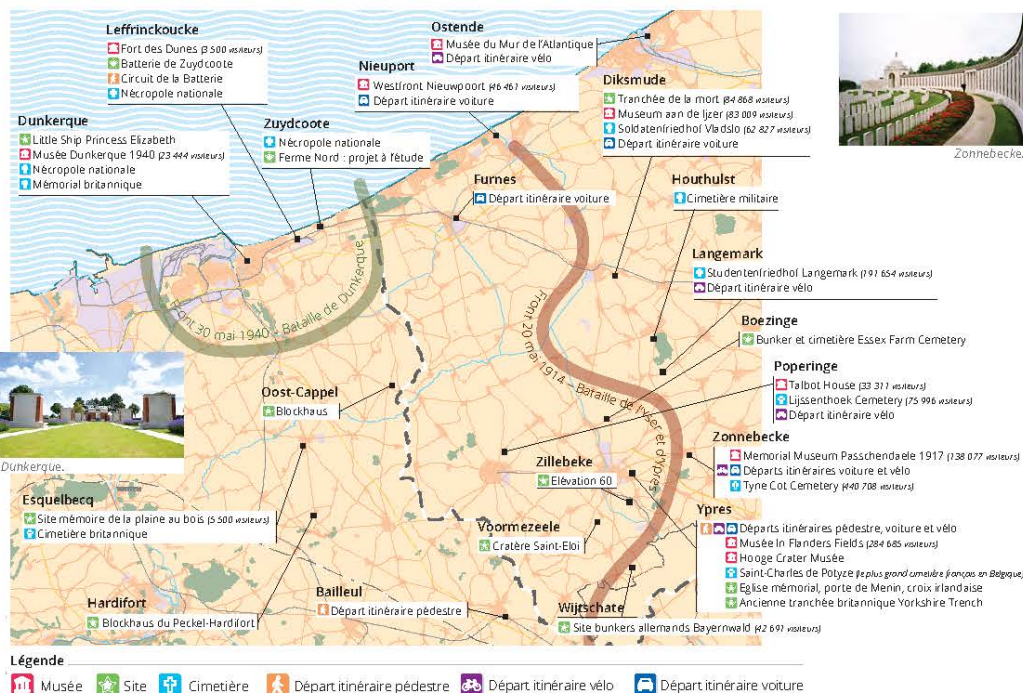 Leffrinckoucke
Fort des Dunes (3 500 visiteurs)
Batterie de Zuydcoote
Circuit de la Batterie
Nécropole nationale
Ostende
Musée du Mur de l'Atlantique
Départ itinéraire vélo
Nieuport
Westfront Nieuwpoort (46 461 visiteurs)
Départ itinéraire voiture
Diksmude
Tranchée de la mort (84 868 visiteurs)
Museum aan de Ijzer (83 009 visiteurs)
Soldatenfriedhof Vladslo (62 827 visiteurs)
Départ itinéraire voiture
Zonnebecke.
Dunkerque
Little Ship Princess Elizabeth
Musée Dunkerque 1940 (23 444 visiteurs)
Nécropole nationale
Mémorial britannique
Zuydcoote
Nécropole nationale
Ferme Nord : projet à l'étude
Furnes
Départ itinéraire voiture
Houthulst
Cimetière militaire
Langemark
Studentenfriedhof Langemark (191 654 visiteurs)
Départ itinéraire vélo
Front 30 mai 1940 - Bataille de Dunkerque
Front 20 mai 1914 - Bataille de l'Yser et d'Ypres
Boezinge
Bunker et cimetière Essex Farm Cemetery
Poperinge
Talbot House (33 311 visiteurs)
Lijssenthoek Cemetery (75 996 visiteurs)
Départ itinéraire vélo
Oost-Cappel
Blockhaus
Dunkerque.
Zonnebecke
Memorial Museum Passchendaele 1917 (138 077 visiteurs)
Départs itinéraires voiture et vélo
Tyne Cot Cemetery (440 708 visiteurs)
Zillebeke
Elévation 60
Esquelbecq
Site mémoire de la plaine au bois (5 500 visiteurs)
Cimetière britannique
Voormezeele
Cratère Saint-Eloi
Ypres
Départs itinéraires pédestre, voiture et vélo
Musée In Flanders Fields (284 685 visiteurs)
Hooge Crater Musée
Saint-Charles de Potyze (le plus grand cimetière français en Belgique)
Eglise mémorial, porte de Menin, croix irlandaise
Ancienne tranchée britannique Yorkshire Trench
Hardifort
Blockhaus du Peckel-Hardifort
Bailleul
Départ itinéraire pédestre
Wijtschate
Site bunkers allemands Bayernwald (42 691 visiteurs)
Légende
Musée
Site
Cimetière
Départ itinéraire pédestre
Départ itinéraire vélo
Départ itinéraire voiture